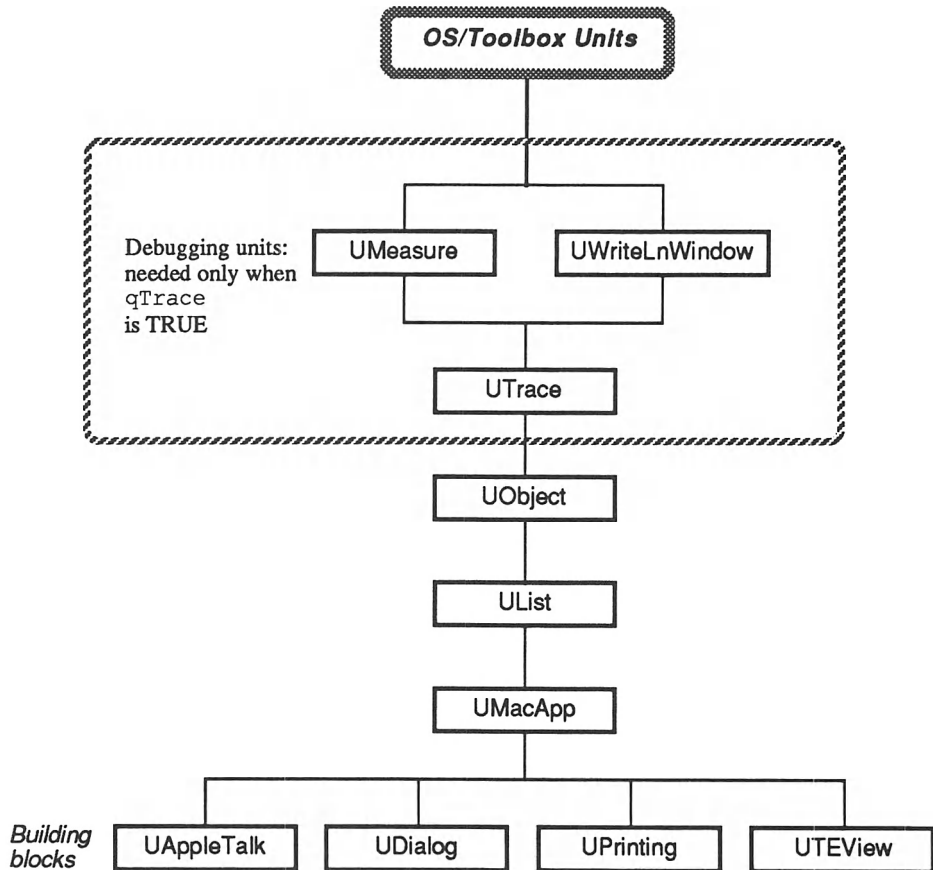 OS/Toolbox Units
Debugging units:
needed only when
qTrace
is TRUE
UMeasure
UWriteLnWindow
UTrace
UObject
UList
UMacApp
Building
blocks
UAppleTalk
UDialog
UPrinting
UTEView